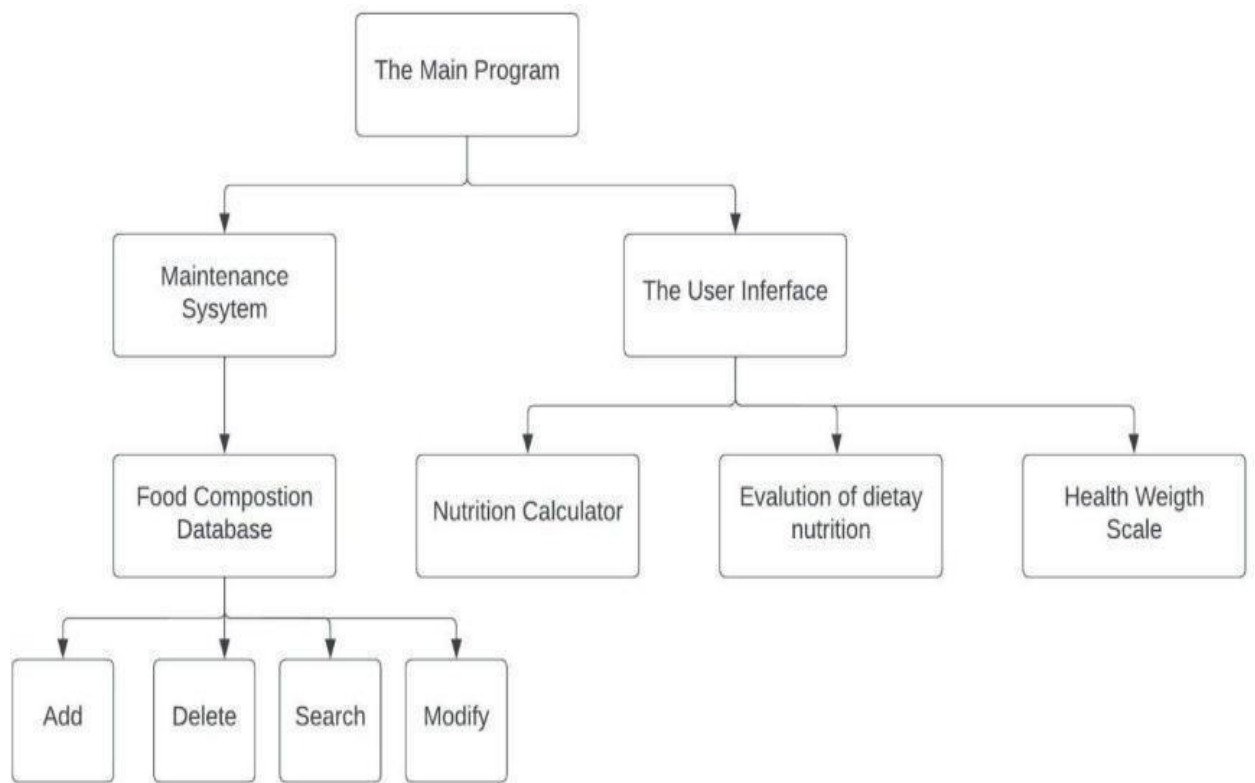 The Main Program
Maintenance
Sysytem
The User Inferface
Food Compostion
Database
Nutrition Calculator
Evalution of dietay
nutrition
Health Weigth
Scale
Add
Delete
Search
Modify